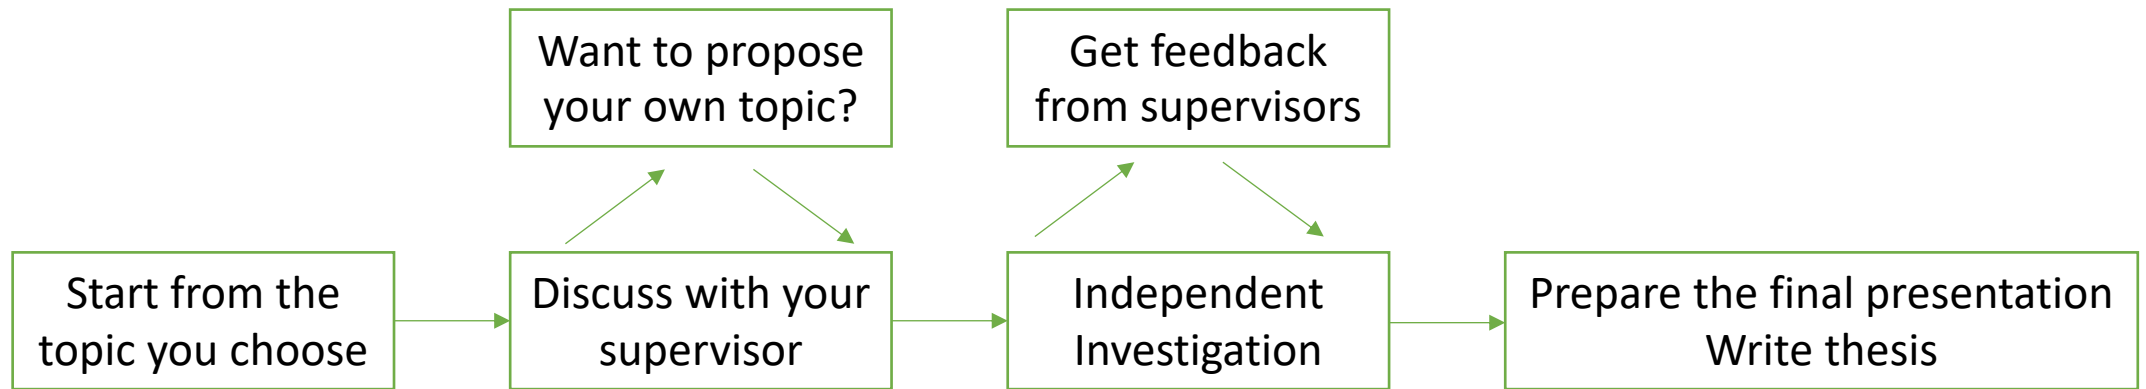 Want to propose
your own topic?
Get feedback
from supervisors
Start from the
topic you choose
Discuss with your
supervisor
Independent
Investigation
Prepare the final presentation
Write thesis